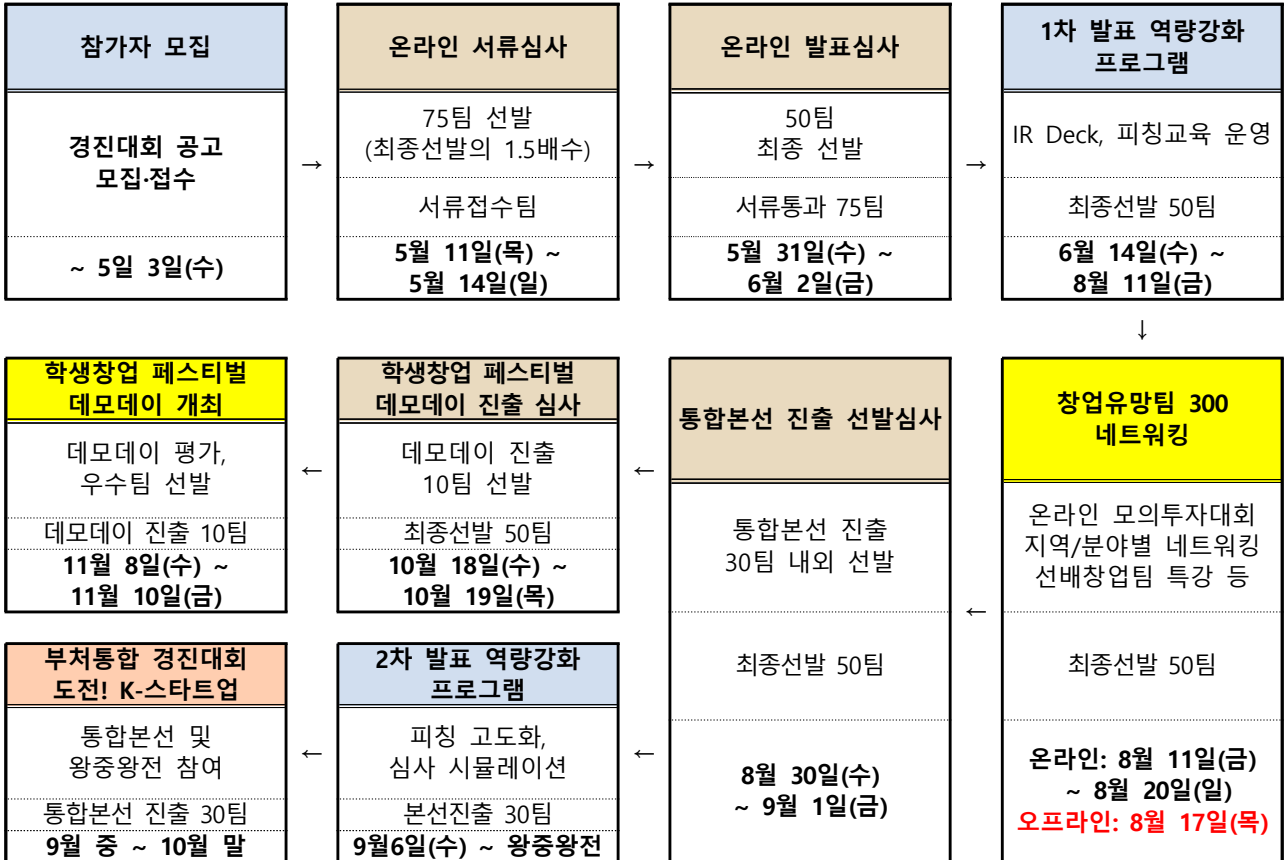 참가자 모집
경진대회 공고
모집·접수
~ 5일 3일(수)
→
온라인 서류심사
75팀 선발
(최종선발의 1.5배수)
서류접수팀
5월 11일(목) ~
5월 14일(일)
→
온라인 발표심사
50팀
최종 선발
서류통과 75팀
5월 31일(수) ~
6월 2일(금)
→
1차 발표 역량강화
프로그램
IR Deck, 피칭교육 운영
최종선발 50팀
6월 14일(수) ~
8월 11일(금)
↓
창업유망팀 300
네트워킹
온라인 모의투자대회
지역/분야별 네트워킹
선배창업팀 특강 등
최종선발 50팀
온라인: 8월 11일(금)
~ 8월 20일(일)
오프라인: 8월 17일(목)
←
통합본선 진출 선발심사
통합본선 진출
30팀 내외 선발
최종선발 50팀
8월 30일(수)
~ 9월 1일(금)
←
학생창업 페스티벌
데모데이 진출 심사
데모데이 진출
10팀 선발
최종선발 50팀
10월 18일(수) ~
10월 19일(목)
←
학생창업 페스티벌
데모데이 개최
데모데이 평가,
우수팀 선발
데모데이 진출 10팀
11월 8일(수) ~
11월 10일(금)
←
2차 발표 역량강화
프로그램
피칭 고도화,
심사 시뮬레이션
본선진출 30팀
9월6일(수) ~ 왕중왕전
←
부처통합 경진대회
도전! K-스타트업
통합본선 및
왕중왕전 참여
통합본선 진출 30팀
9월 중 ~ 10월 말